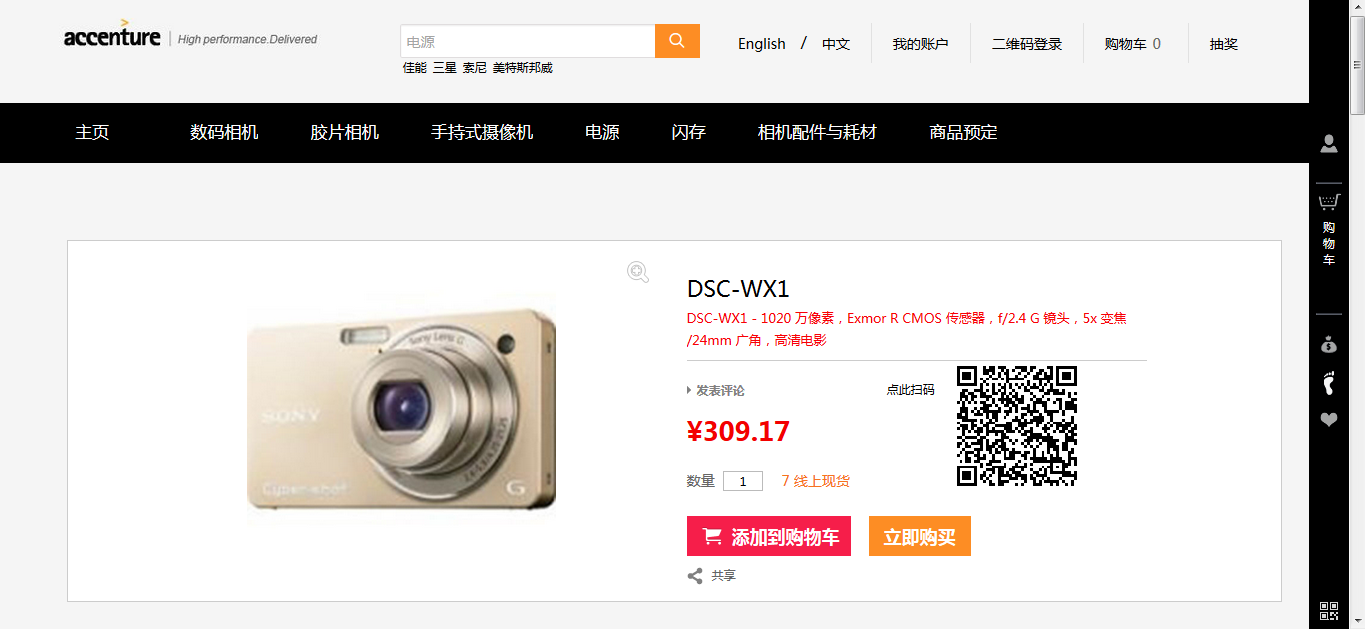 accenture
High performance.Delivered
电源
佳能 三星 索尼 美特斯邦威
English / 中文
我的账户
二维码登录
购物车 0
抽奖
主页
数码相机
胶片相机
手持式摄像机
电源
闪存
相机配件与耗材
商品预定
购
物
车
Sony Lens G
SONY
Cyber-shot
G
DSC-WX1
DSC-WX1 - 1020 万像素，Exmor R CMOS 传感器，f/2.4 G 镜头，5x 变焦
/24mm 广角，高清电影
发表评论
点此扫码
¥309.17
数量 1 7 线上现货
添加到购物车
立即购买
共享